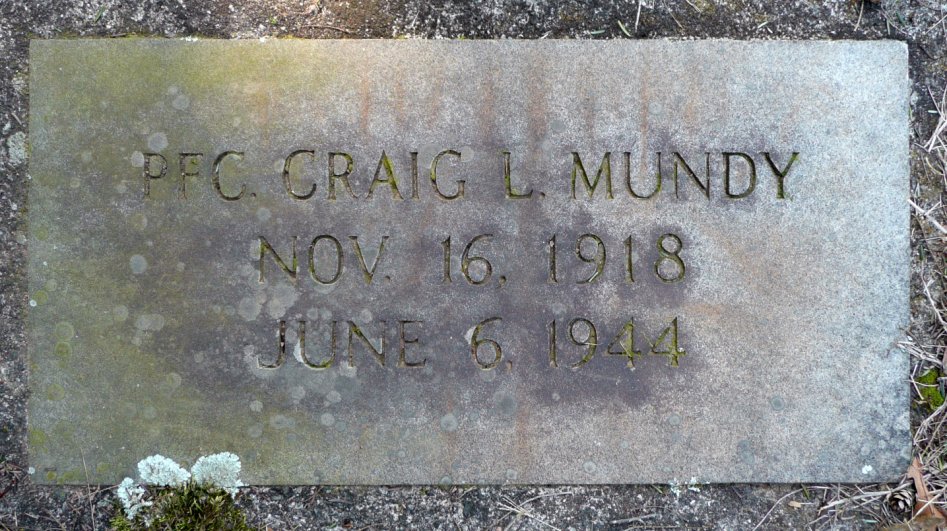 PFC. CRAIG L. MUNDY
NOV. 16, 1918
JUNE 6, 1944